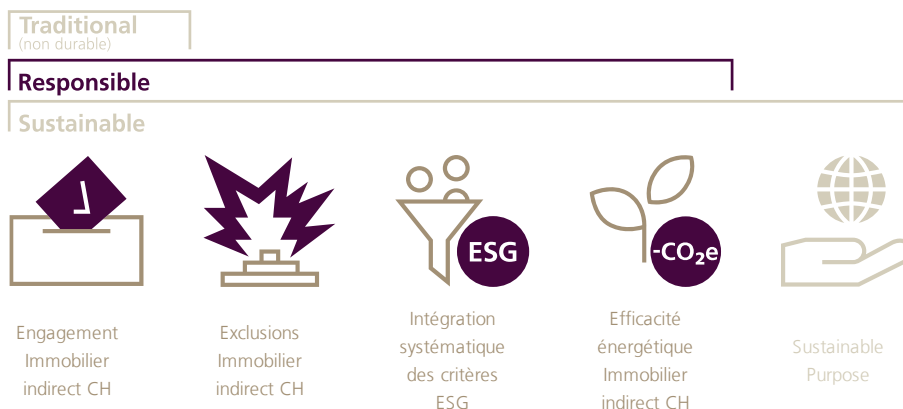 Traditional
(non durable)
Responsible
Sustainable
ESG
-CO₂e
Engagement
Immobilier
indirect CH
Exclusions
Immobilier
indirect CH
Intégration
systématique
des critères
ESG
Efficacité
énergétique
Immobilier
indirect CH
Sustainable
Purpose